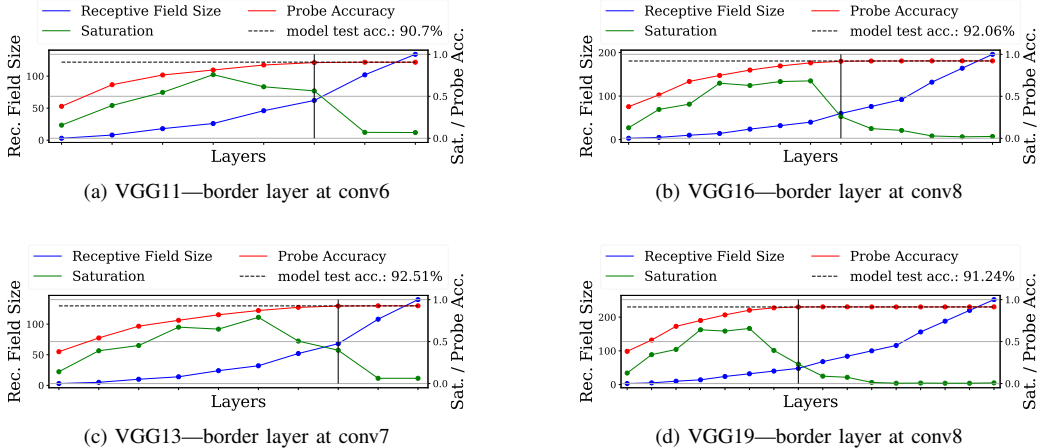 Receptive Field Size
Probe Accuracy
Saturation
model test acc.: 90.7%
Rec. Field Size
100
50
0
1.0
0.5
0.0
Sat. / Probe Acc.
Layers
(a) VGG11—border layer at conv6
Receptive Field Size
Probe Accuracy
Saturation
model test acc.: 92.06%
Rec. Field Size
200
100
0
1.0
0.5
0.0
Sat. / Probe Acc.
Layers
(b) VGG16—border layer at conv8
Receptive Field Size
Probe Accuracy
Saturation
model test acc.: 92.51%
Rec. Field Size
100
50
0
1.0
0.5
0.0
Sat. / Probe Acc.
Layers
(c) VGG13—border layer at conv7
Receptive Field Size
Probe Accuracy
Saturation
model test acc.: 91.24%
Rec. Field Size
200
100
0
1.0
0.5
0.0
Sat. / Probe Acc.
Layers
(d) VGG19—border layer at conv8